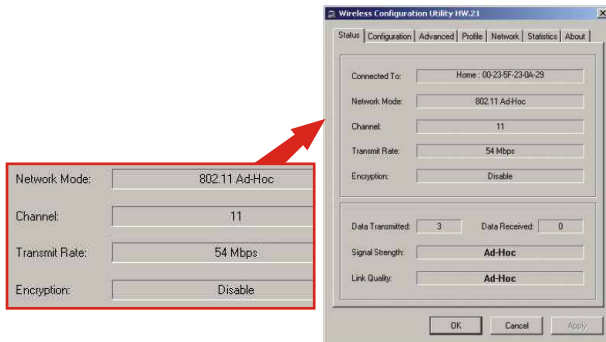 Wireless Configuration Utility HW.21
Status Configuration Advanced Profile Network Statistics About
Connected To: Home : 00-23-5F-23-0A-29
Network Mode: 802.11 Ad-Hoc
Channel: 11
Transmit Rate: 54 Mbps
Encryption: Disable
Data Transmitted: 3 Data Received: 0
Signal Strength: Ad-Hoc
Link Quality: Ad-Hoc
OK Cancel Apply
Network Mode: 802.11 Ad-Hoc
Channel: 11
Transmit Rate: 54 Mbps
Encryption: Disable